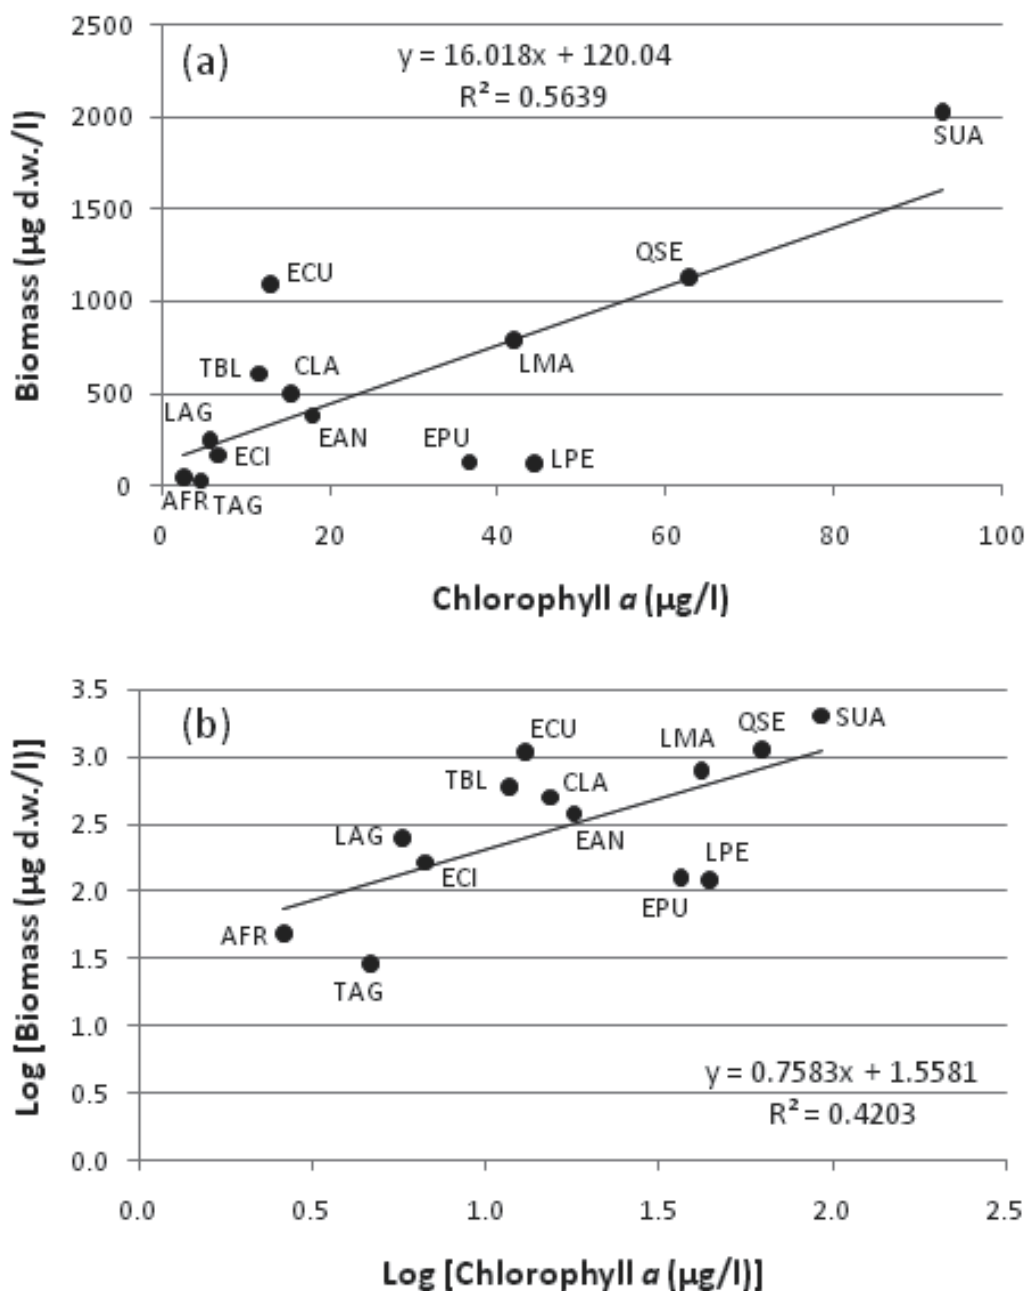 2500
(a)
y = 16.018x + 120.04
R² = 0.5639
2000
SUA
1500
QSE
ECU
1000
TBL
CLA
LMA
500
LAG
EAN
EPU
LPE
ECI
0
AFR
TAG
0 20 40 60 80 100
Biomass (µg d.w./l)
Chlorophyll a (µg/l)
3.5
(b)
QSE
SUA
ECU
LMA
3.0
TBL
CLA
2.5
LAG
EAN
LPE
ECI
2.0
EPU
AFR
1.5
TAG
1.0
y = 0.7583x + 1.5581
0.5
R² = 0.4203
0.0
0.0 0.5 1.0 1.5 2.0 2.5
Log [Biomass (µg d.w./l)]
Log [Chlorophyll a (µg/l)]